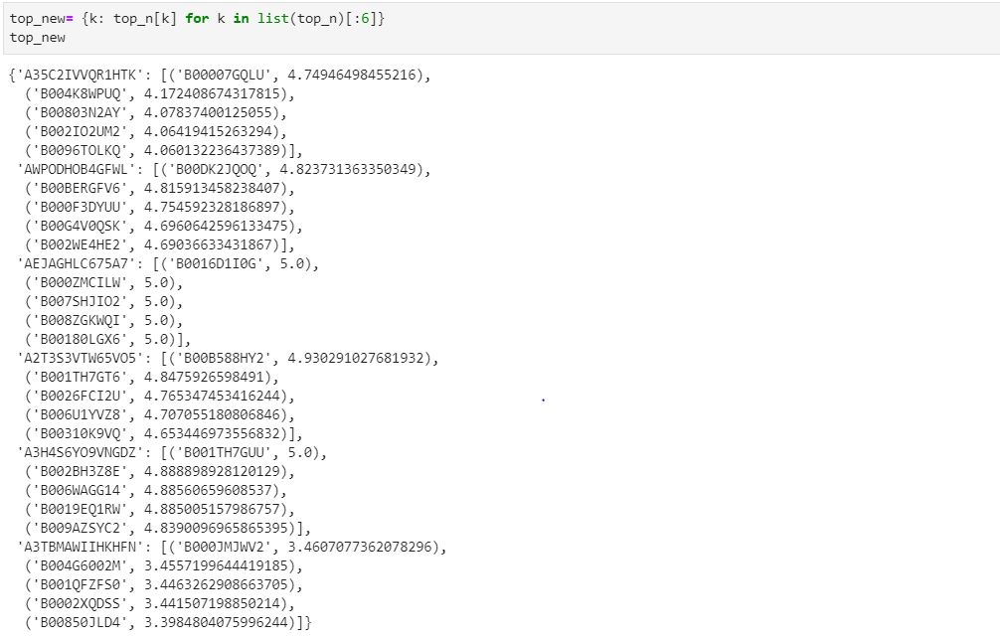 top_new= {k: top_n[k] for k in list(top_n)[:6]}
top_new
{'A35C2IVVQR1HTK': [('B00007GQLU', 4.74946498455216),
('B004K8WPUQ', 4.172408674317815),
('B00803N2AY', 4.07837400125055),
('B002IO2UM2', 4.06419415263294),
('B0096TOLKQ', 4.060132236437389)],
'AWPODHOB4GFWL': [('B00DK2JQOQ', 4.823731363350349),
('B00BERGFV6', 4.815913458238407),
('B000F3DYUU', 4.754592328186897),
('B00G4V0QSK', 4.6960642596133475),
('B002WE4HE2', 4.69036633431867)],
'AEJAGHLC675A7': [('B0016D1I0G', 5.0),
('B000ZMCILW', 5.0),
('B007SHJIO2', 5.0),
('B008ZGKWQI', 5.0),
('B00180LGX6', 5.0)],
'A2T3S3VTW65VO5': [('B00B588HY2', 4.930291027681932),
('B001TH7GT6', 4.8475926598491),
('B0026FCI2U', 4.765347453416244),
('B006U1YVZ8', 4.707055180806846),
('B00310K9VQ', 4.653446973556832)],
'A3H4S6YO9VNGDZ': [('B001TH7GUU', 5.0),
('B002BH3Z8E', 4.888898928120129),
('B006WAGG14', 4.88560659608537),
('B0019EQ1RW', 4.885005157986757),
('B009AZSYC2', 4.8390096965865395)],
'A3TBMAWIIHKHFN': [('B000JMJWV2', 3.4607077362078296),
('B004G6002M', 3.4557199644419185),
('B001QFZFS0', 3.4463262908663705),
('B0002XQDSS', 3.441507198850214),
('B00850JLD4', 3.3984804075996244)]}